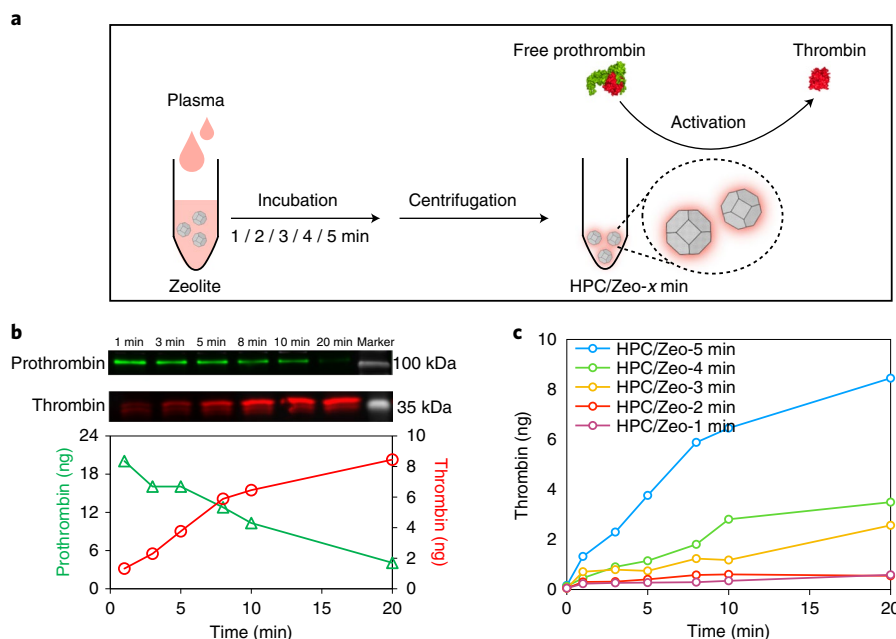 a
Free prothrombin
Thrombin
Plasma
Activation
Incubation
Centrifugation
1 / 2 / 3 / 4 / 5 min
Zeolite
HPC/Zeo-x min
b
1 min 3 min 5 min 8 min 10 min 20 min Marker
Prothrombin
100 kDa
Thrombin
35 kDa
24
18
12
6
0
Prothrombin (ng)
10
8
6
4
2
0
Thrombin (ng)
0 5 10 15 20
Time (min)
c
10
8
6
4
2
0
Thrombin (ng)
HPC/Zeo-5 min
HPC/Zeo-4 min
HPC/Zeo-3 min
HPC/Zeo-2 min
HPC/Zeo-1 min
0 5 10 15 20
Time (min)